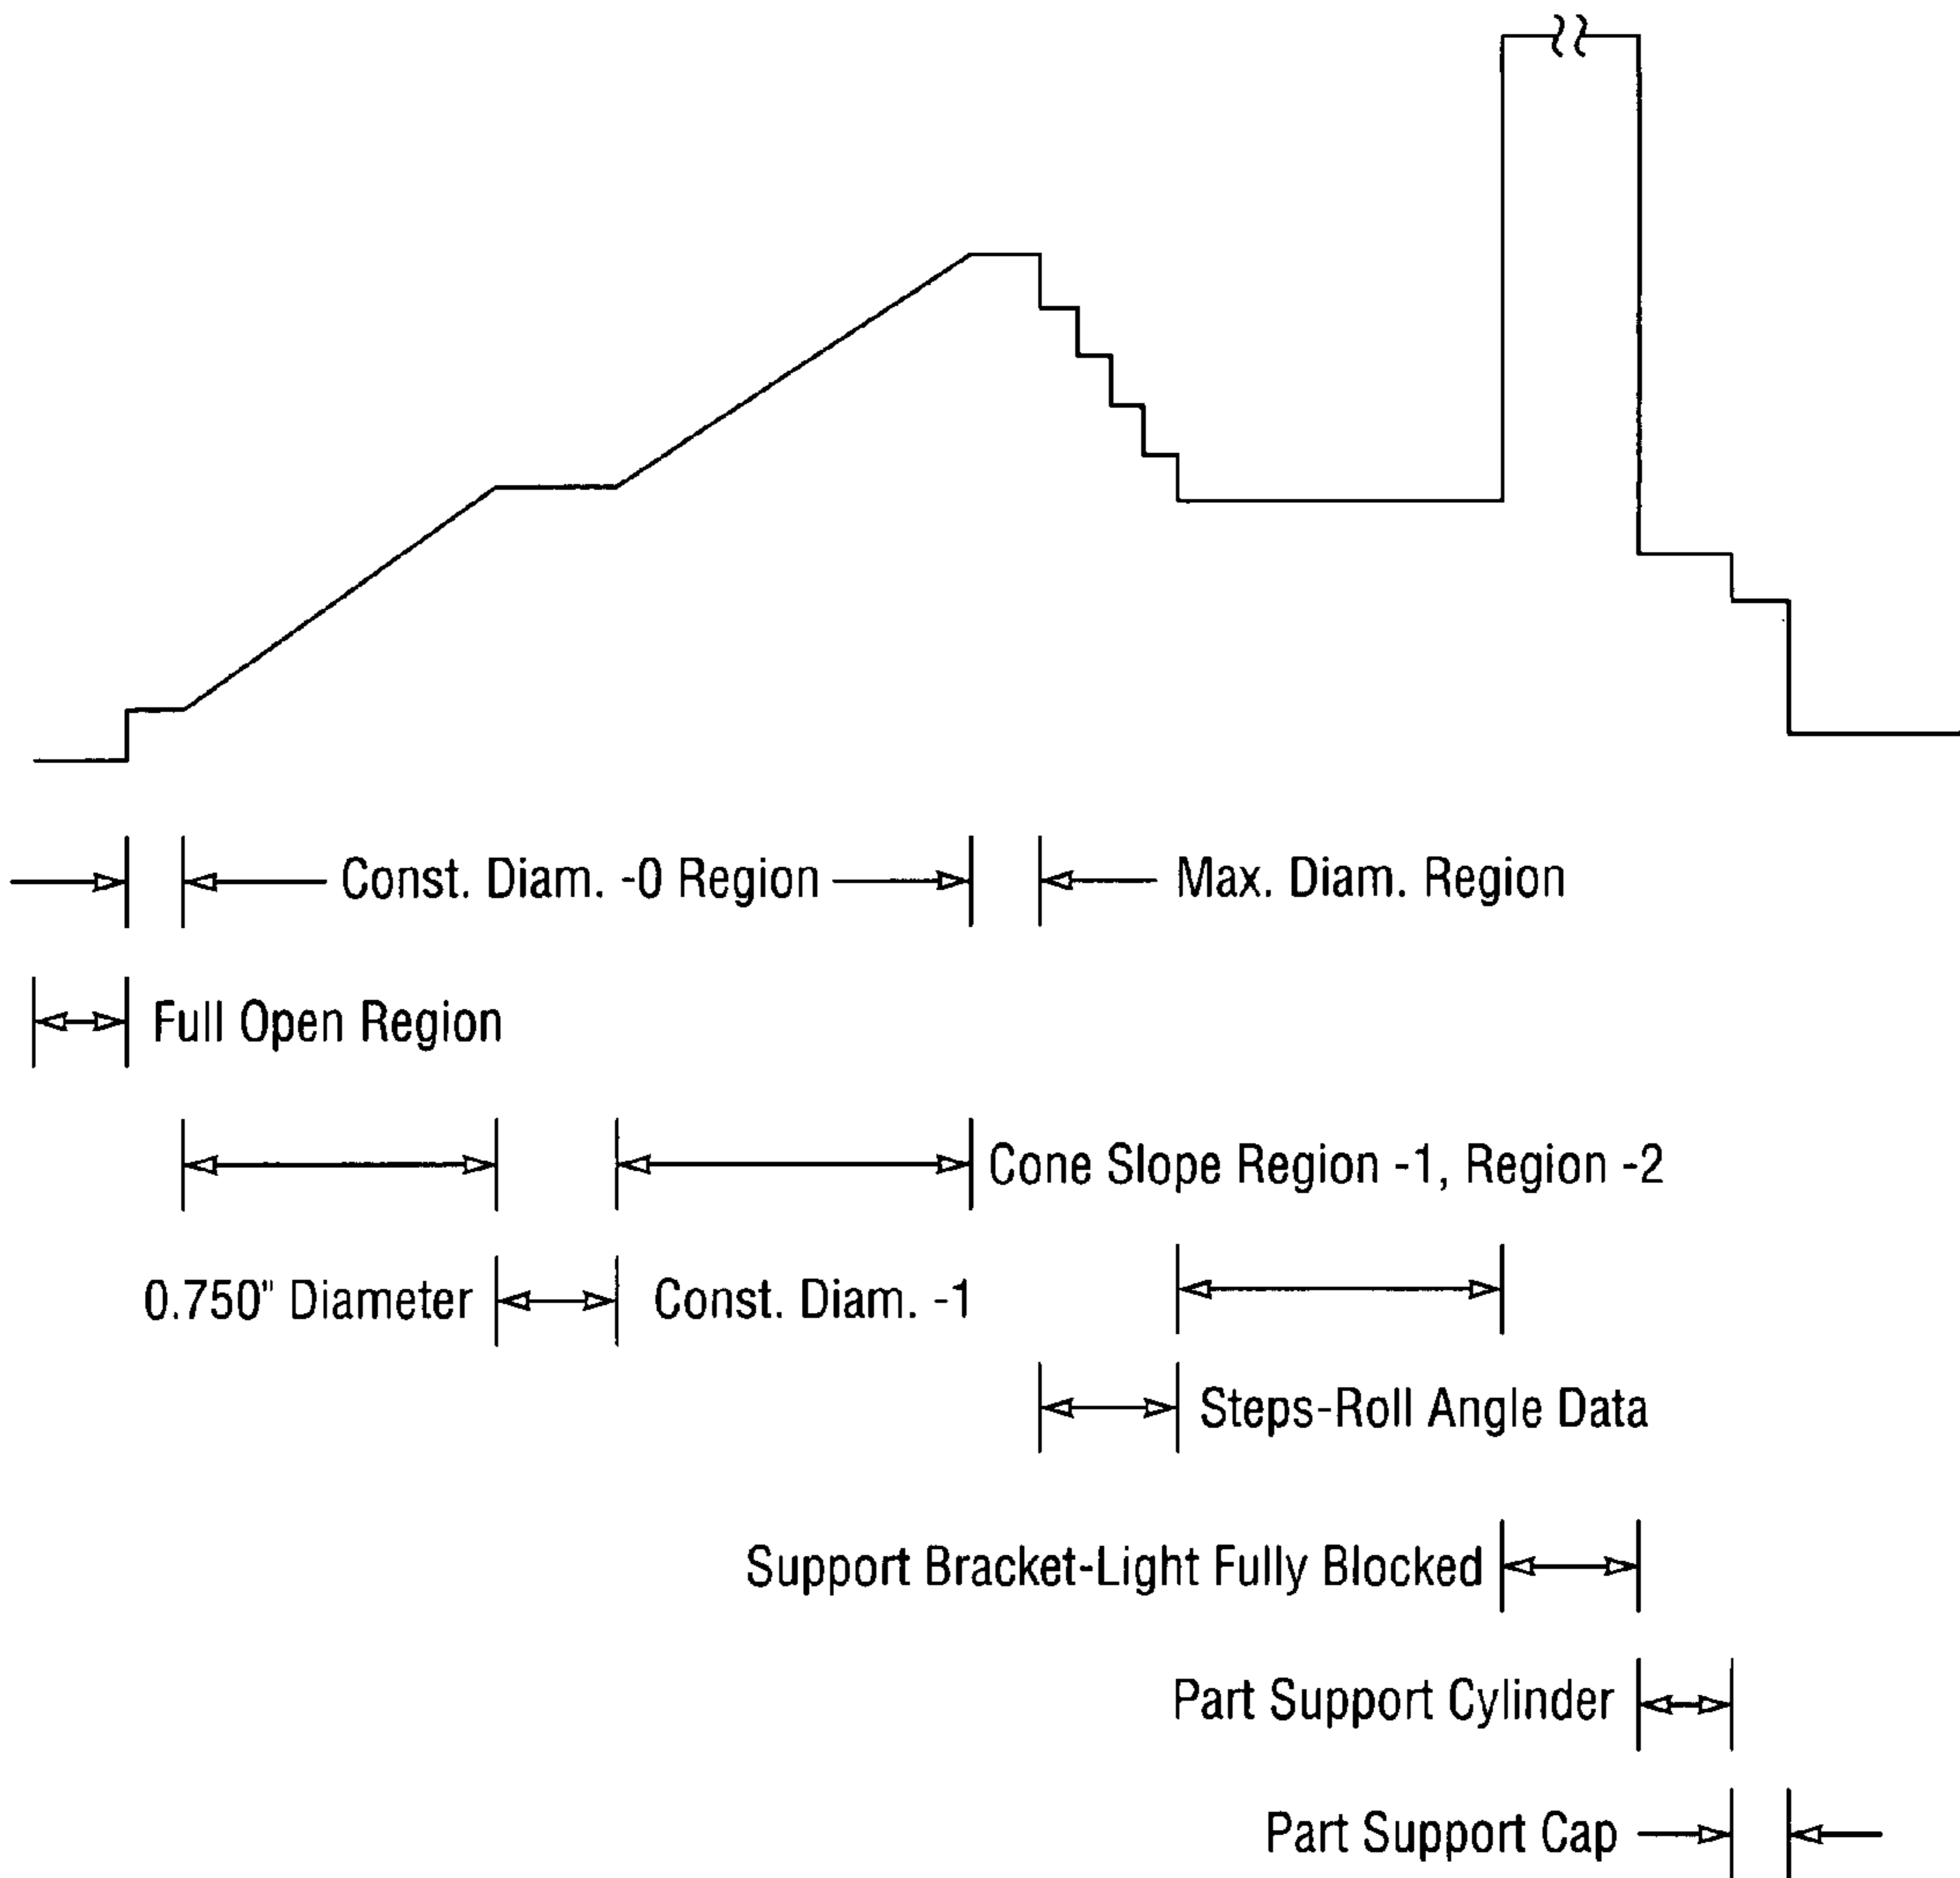 Const. Diam. -0 Region
Max. Diam. Region
Full Open Region
Cone Slope Region -1, Region -2
0.750" Diameter
Const. Diam. -1
Steps-Roll Angle Data
Support Bracket-Light Fully Blocked
Part Support Cylinder
Part Support Cap